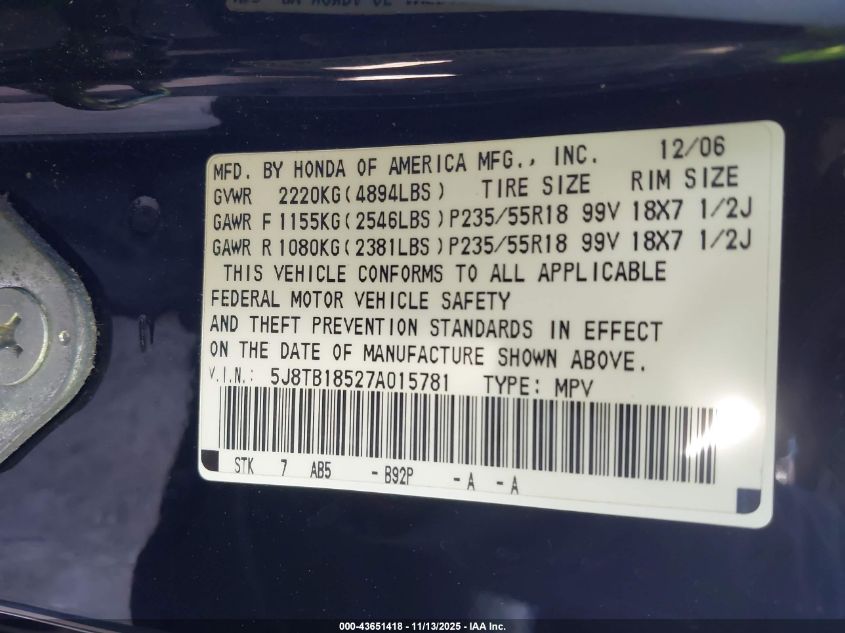 MFD. BY HONDA OF AMERICA MFG., INC. 12/06
GVWR 2220KG(4894LBS) TIRE SIZE RIM SIZE
GAWR F 1155KG(2546LBS)P235/55R18 99V 18X7 1/2J
GAWR R 1080KG(2381LBS)P235/55R18 99V 18X7 1/2J
THIS VEHICLE CONFORMS TO ALL APPLICABLE
FEDERAL MOTOR VEHICLE SAFETY
AND THEFT PREVENTION STANDARDS IN EFFECT
ON THE DATE OF MANUFACTURE SHOWN ABOVE.
V.I.N.: 5J8TB18527A015781 TYPE: MPV
STK 7 AB5 -B92P -A -A
000-43651418 - 11/13/2025 - IAA Inc.